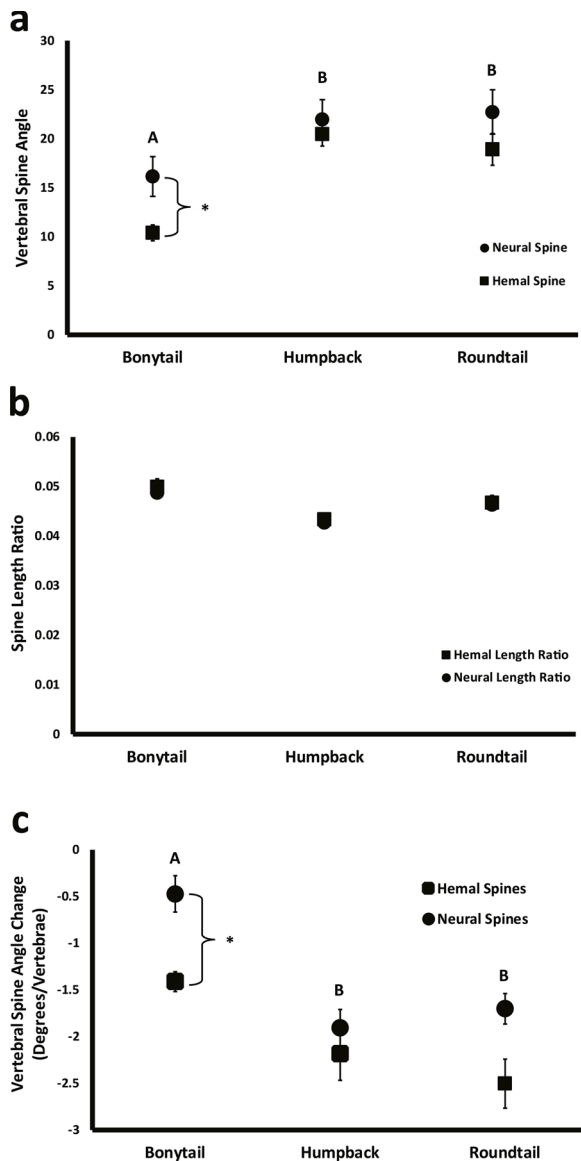 a
Vertebral Spine Angle
30
25
20
15
10
5
0
A
B
B
*
Neural Spine
Hemal Spine
Bonytail
Humpback
Roundtail
b
Spine Length Ratio
0.06
0.05
0.04
0.03
0.02
0.01
0
Hemal Length Ratio
Neural Length Ratio
Bonytail
Humpback
Roundtail
c
Vertebral Spine Angle Change
(Degrees/Vertebrae)
0
-0.5
-1
-1.5
-2
-2.5
-3
A
B
B
*
Hemal Spines
Neural Spines
Bonytail
Humpback
Roundtail